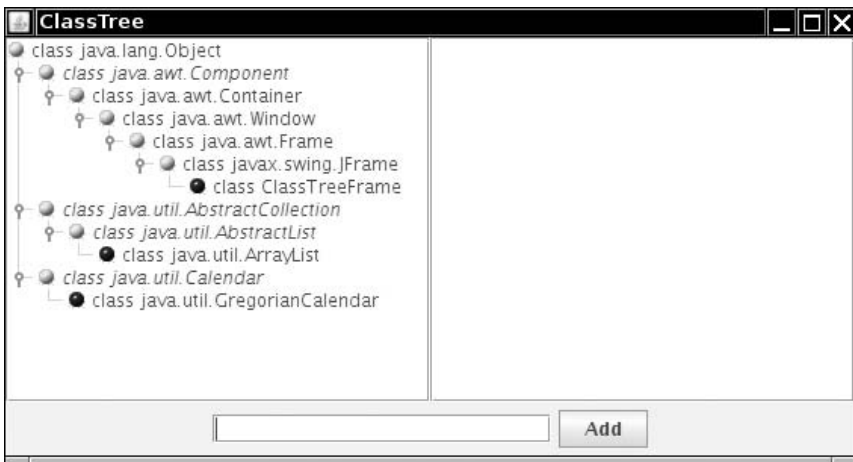 ClassTree
class java.lang.Object
class java.awt.Component
class java.awt.Container
class java.awt.Window
class java.awt.Frame
class javax.swing.JFrame
class ClassTreeFrame
class java.util.AbstractCollection
class java.util.AbstractList
class java.util.ArrayList
class java.util.Calendar
class java.util.GregorianCalendar
Add